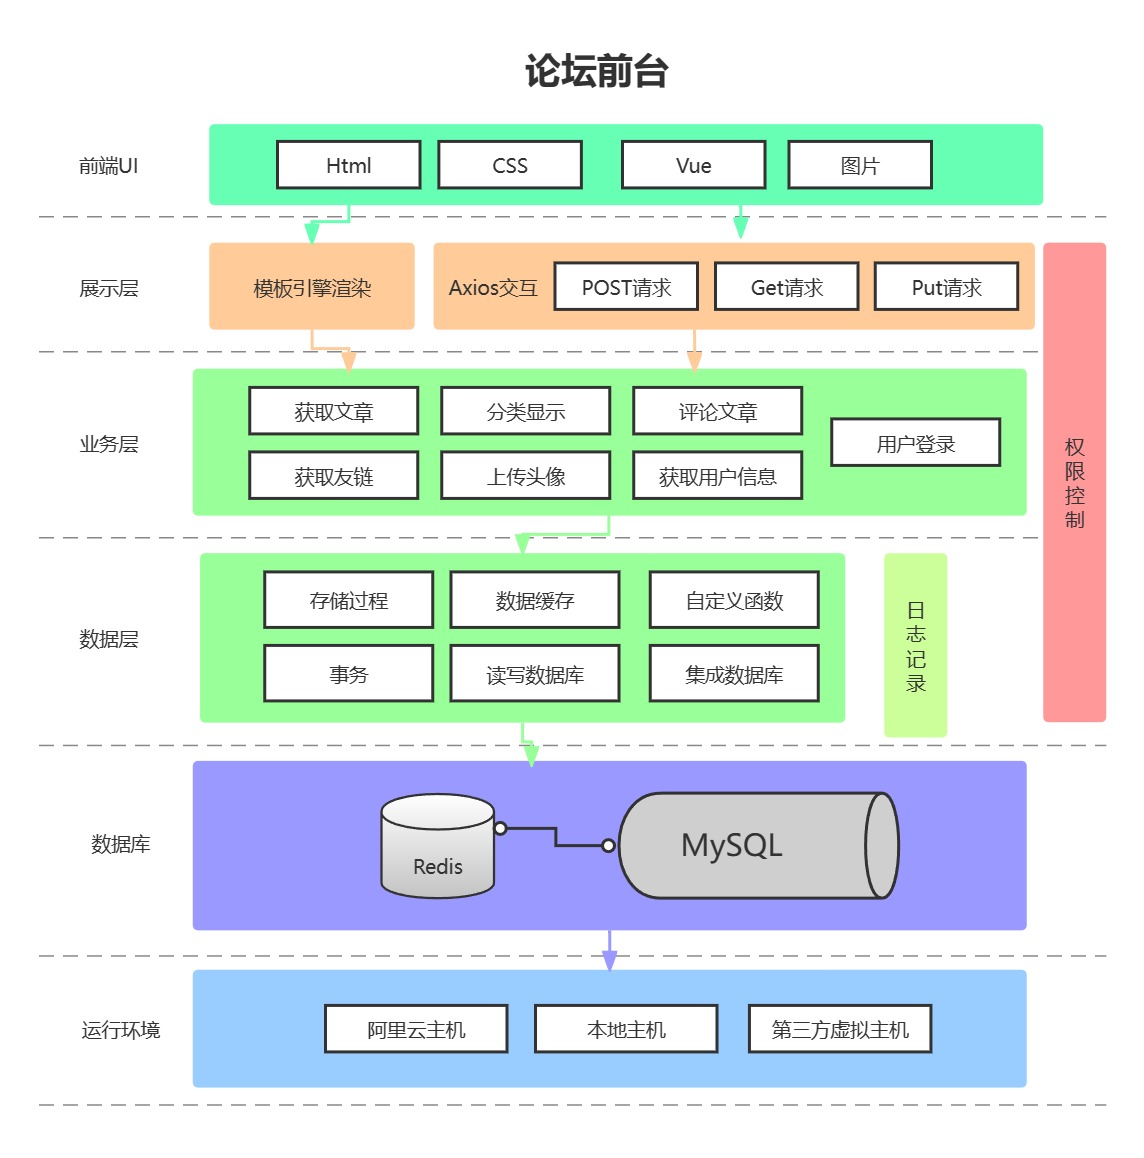 论坛前台
前端UI
Html
CSS
Vue
图片
展示层
模板引擎渲染
Axios交互
POST请求
Get请求
Put请求
业务层
获取文章
分类显示
评论文章
用户登录
获取友链
上传头像
获取用户信息
权限控制
数据层
存储过程
数据缓存
自定义函数
事务
读写数据库
集成数据库
日志记录
数据库
Redis
MySQL
运行环境
阿里云主机
本地主机
第三方虚拟主机